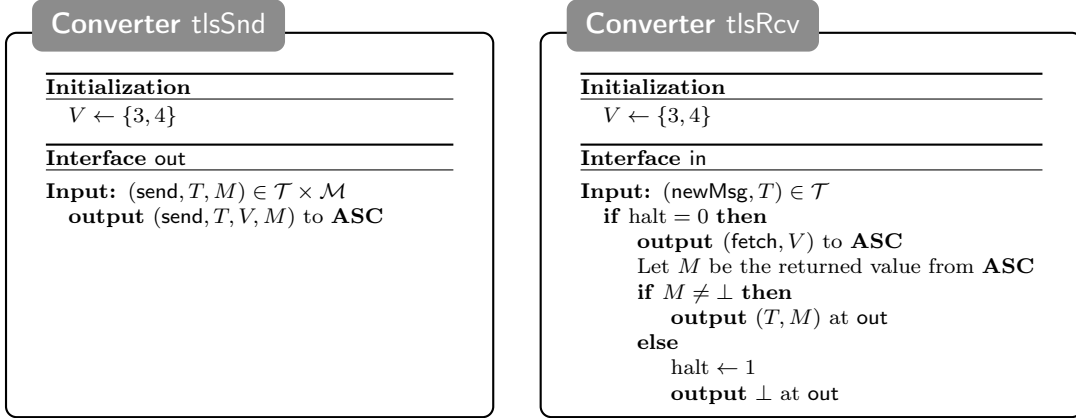 Converter tlsSnd
Initialization
V ← {3, 4}
Interface out
Input: (send, T, M) ∈ 𝒯 × ℳ
output (send, T, V, M) to ASC
Converter tlsRcv
Initialization
V ← {3, 4}
Interface in
Input: (newMsg, T) ∈ 𝒯
if halt = 0 then
output (fetch, V) to ASC
Let M be the returned value from ASC
if M ≠ ⊥ then
output (T, M) at out
else
halt ← 1
output ⊥ at out